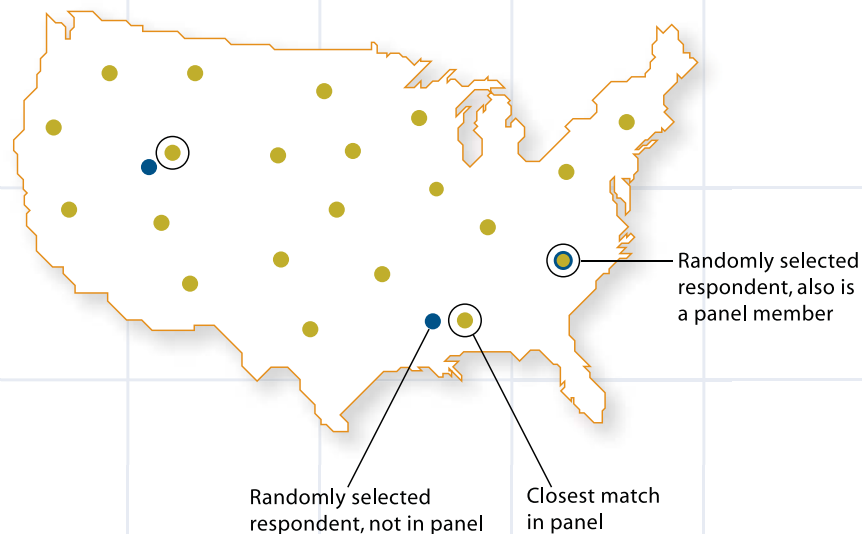 Randomly selected
respondent, also is
a panel member
Randomly selected
respondent, not in panel
Closest match
in panel